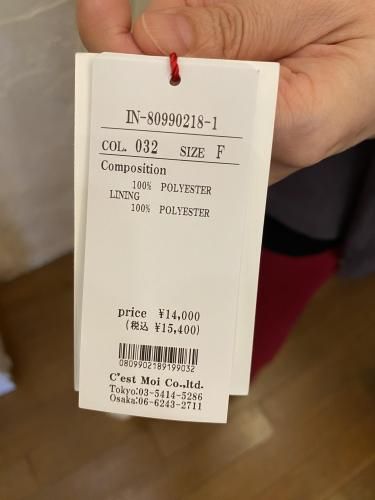 IN-80990218-1
COL. 032 SIZE F
Composition
100% POLYESTER
LINING
100% POLYESTER
price ¥14,000
(税込 ¥15,400)
0809902189199032
C'est Moi Co.,ltd.
Tokyo:03-5414-5286
Osaka:06-6243-2711